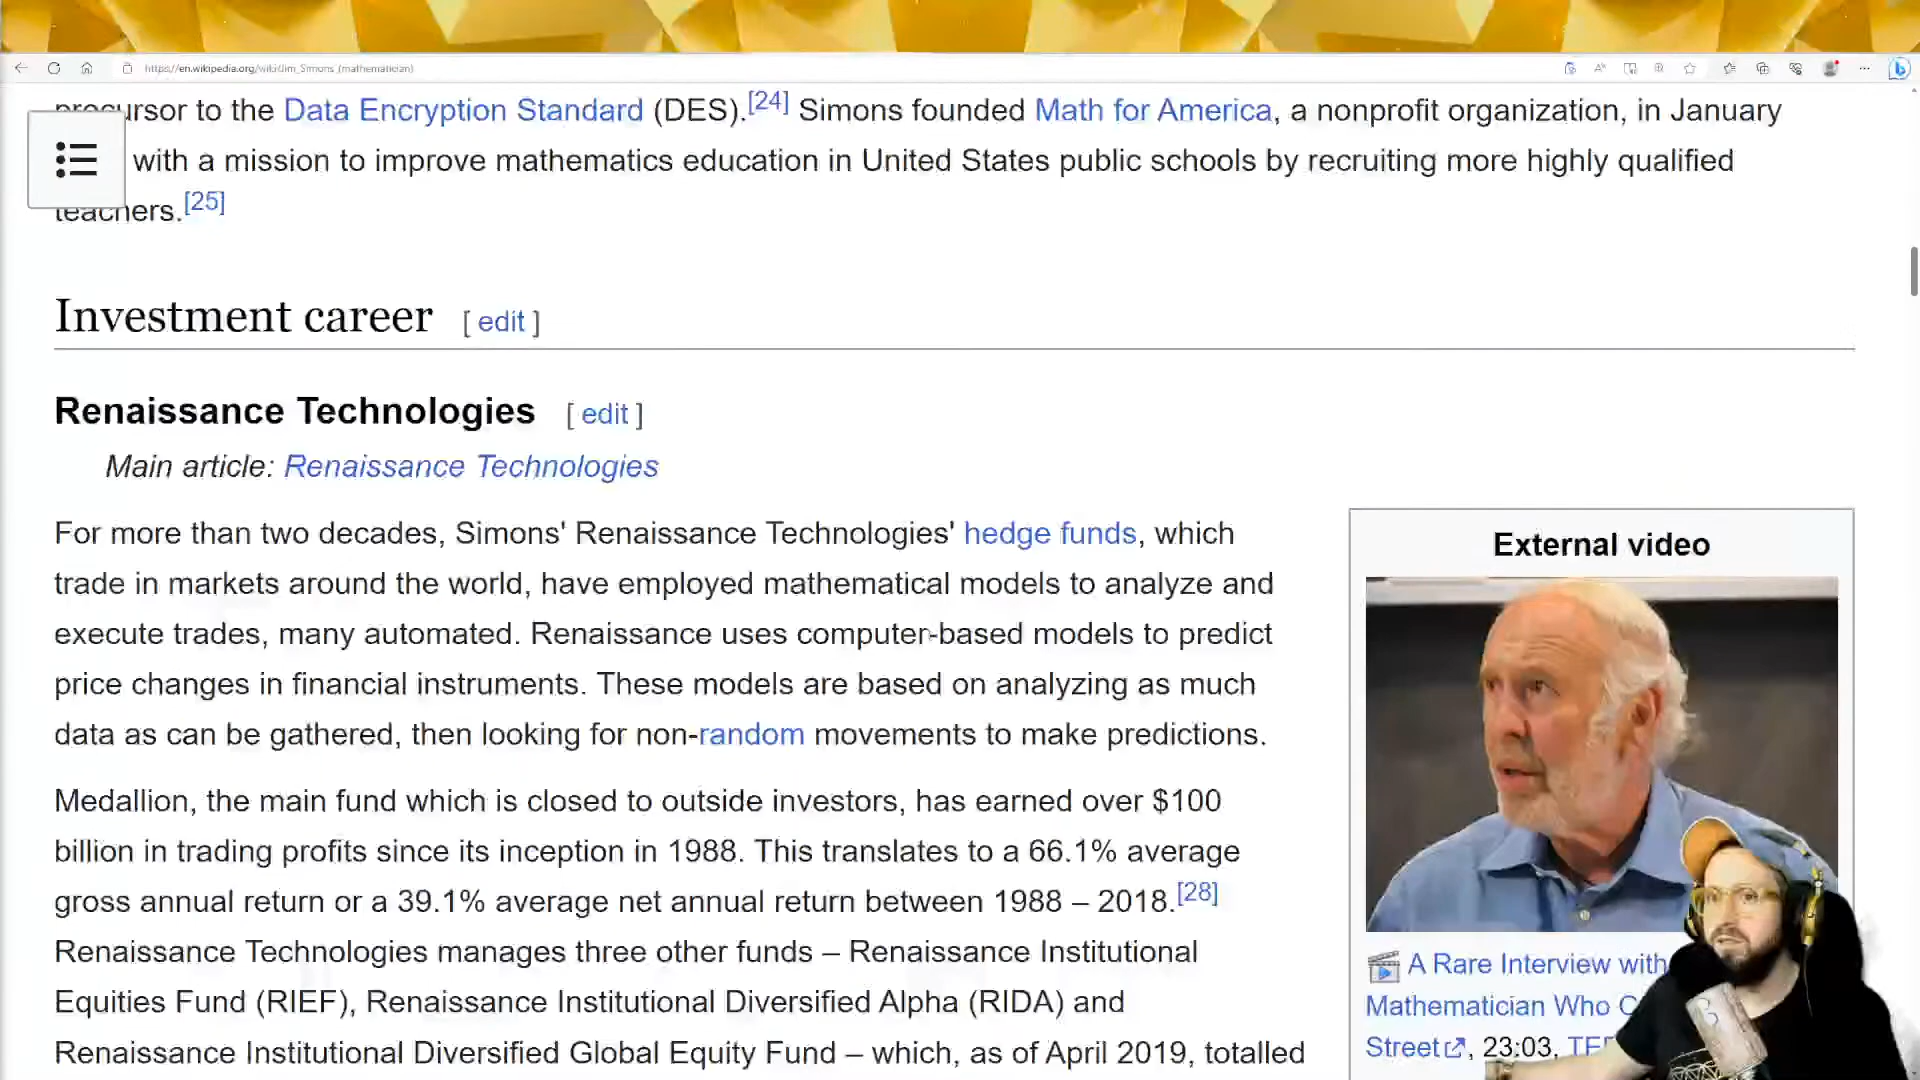 https://en.wikipedia.org/wiki/Jim_Simons_(mathematician)
precursor to the Data Encryption Standard (DES).[24] Simons founded Math for America, a nonprofit organization, in January
with a mission to improve mathematics education in United States public schools by recruiting more highly qualified
teachers.[25]
Investment career [ edit ]
Renaissance Technologies [ edit ]
Main article: Renaissance Technologies
For more than two decades, Simons' Renaissance Technologies' hedge funds, which
trade in markets around the world, have employed mathematical models to analyze and
execute trades, many automated. Renaissance uses computer-based models to predict
price changes in financial instruments. These models are based on analyzing as much
data as can be gathered, then looking for non-random movements to make predictions.
Medallion, the main fund which is closed to outside investors, has earned over $100
billion in trading profits since its inception in 1988. This translates to a 66.1% average
gross annual return or a 39.1% average net annual return between 1988 – 2018.[28]
Renaissance Technologies manages three other funds – Renaissance Institutional
Equities Fund (RIEF), Renaissance Institutional Diversified Alpha (RIDA) and
Renaissance Institutional Diversified Global Equity Fund – which, as of April 2019, totalled
External video
A Rare Interview with
Mathematician Who
Street, 23:03,